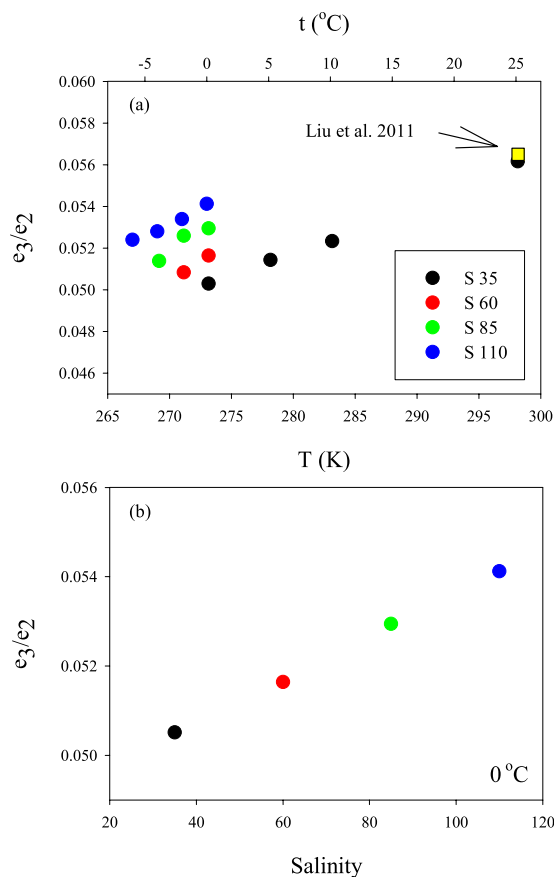 t (°C)
-5 0 5 10 15 20 25
0.060
(a)
Liu et al. 2011
0.058
0.056
0.054
e3/e2
0.052
0.050
0.048
0.046
S 35
S 60
S 85
S 110
265 270 275 280 285 290 295 300
T (K)
0.056
(b)
0.054
e3/e2
0.052
0.050
0 °C
20 40 60 80 100 120
Salinity